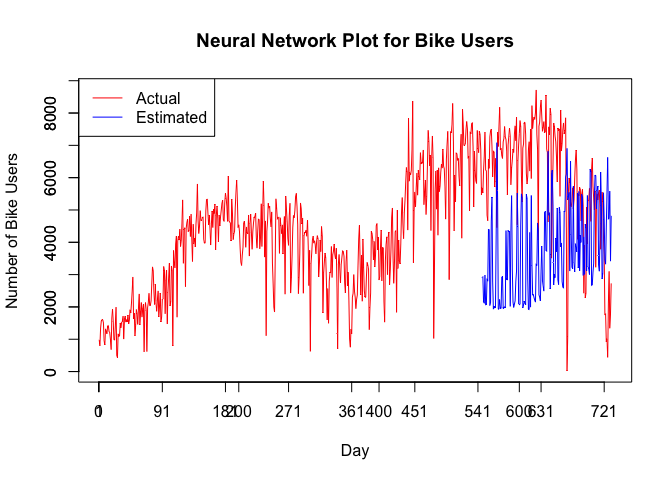 Neural Network Plot for Bike Users
Actual
Estimated
Number of Bike Users
8000
6000
4000
2000
0
0 1 91 181 200 271 361 400 451 541 600 631 721
Day